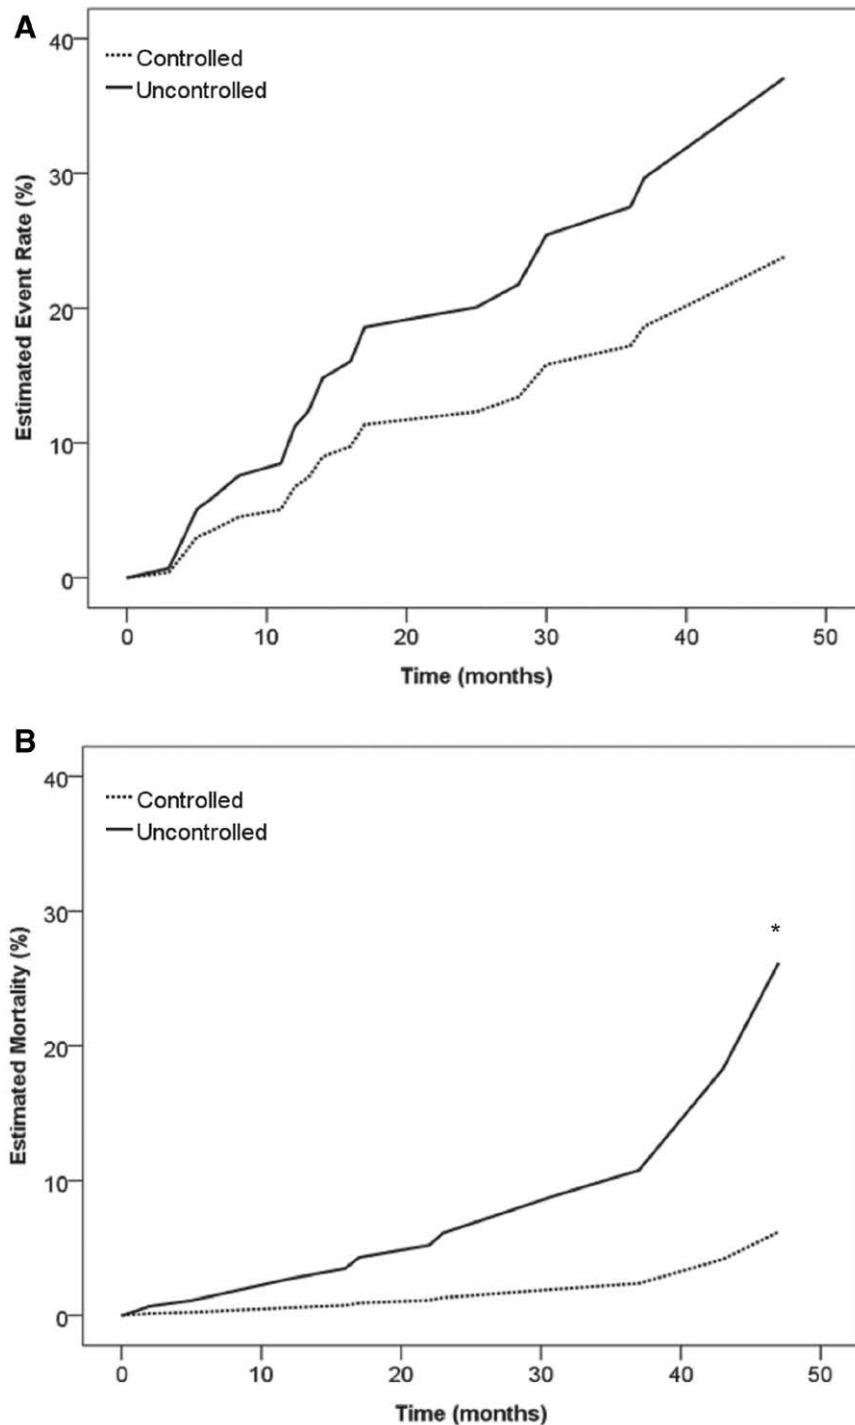 A
40
Controlled
Uncontrolled
30
20
10
0
Estimated Event Rate (%)
0 10 20 30 40 50
Time (months)
B
40
Controlled
Uncontrolled
30
*
20
10
0
Estimated Mortality (%)
0 10 20 30 40 50
Time (months)